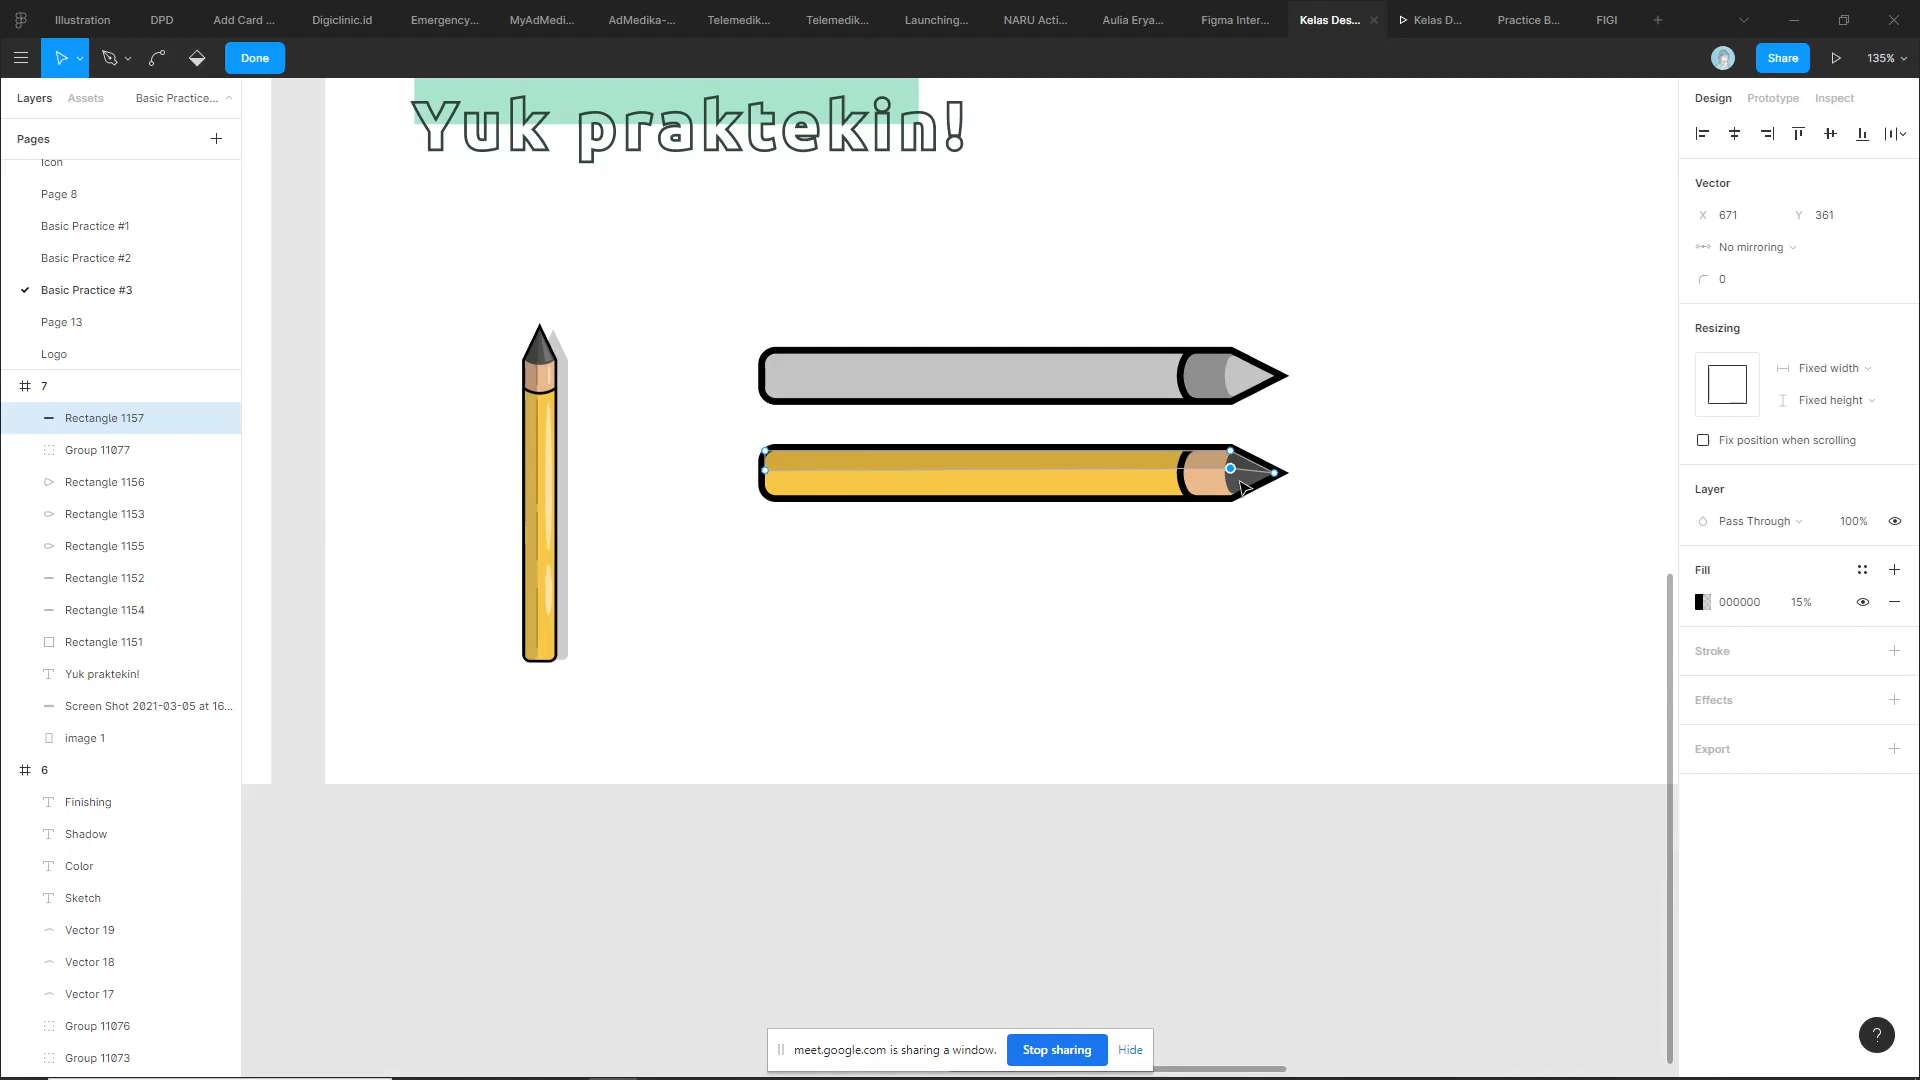 Illustration
DPD
Add Card ...
Digiclinic.id
Emergency...
MyAdMedi...
AdMedika-...
Telemedik...
Telemedik...
Launching...
NARU Acti...
Aulia Erya...
Figma Inter...
Kelas Des...
Kelas D...
Practice B...
FIGI
Done
Share
135%
Layers
Assets
Basic Practice...
Pages
Icon
Page 8
Basic Practice #1
Basic Practice #2
Basic Practice #3
Page 13
Logo
7
Rectangle 1157
Group 11077
Rectangle 1156
Rectangle 1153
Rectangle 1155
Rectangle 1152
Rectangle 1154
Rectangle 1151
Yuk praktekin!
Screen Shot 2021-03-05 at 16...
image 1
6
Finishing
Shadow
Color
Sketch
Vector 19
Vector 18
Vector 17
Group 11076
Group 11073
Yuk praktekin!
meet.google.com is sharing a window.
Stop sharing
Hide
Design
Prototype
Inspect
Vector
X 671
Y 361
No mirroring
0
Resizing
Fixed width
Fixed height
Fix position when scrolling
Layer
Pass Through
100%
Fill
000000
15%
Stroke
Effects
Export
?